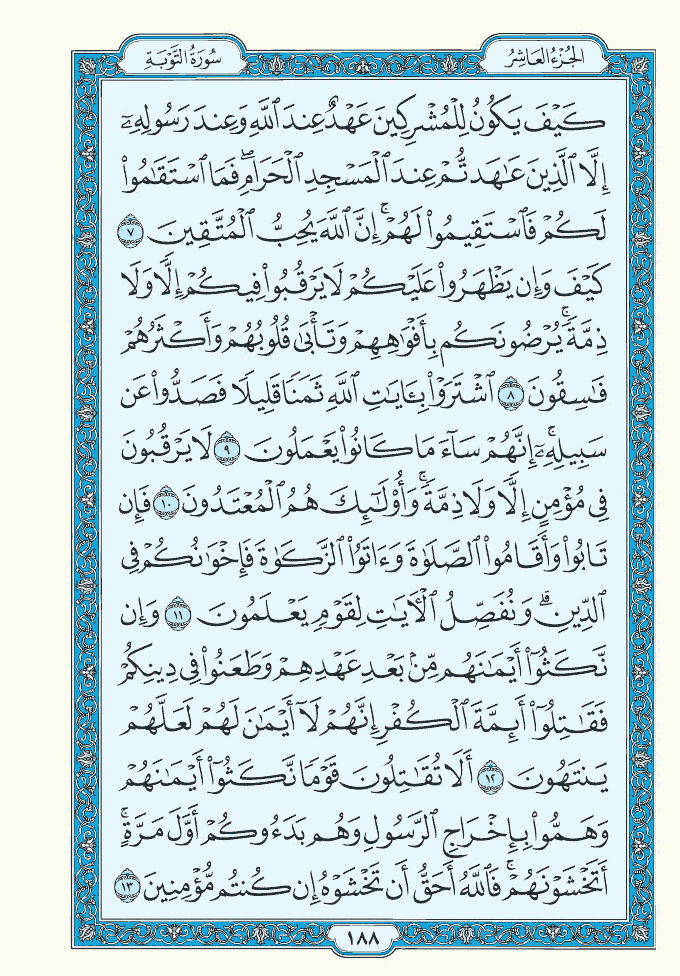 الجُزْءُ العَاشِرُ
سُورَةُ التَّوْبَةِ
كَيْفَ يَكُونُ لِلْمُشْرِكِينَ عَهْدٌ عِندَ ٱللَّهِ وَعِندَ رَسُولِهِۦٓ
إِلَّا ٱلَّذِينَ عَٰهَدتُّمْ عِندَ ٱلْمَسْجِدِ ٱلْحَرَامِۖ فَمَا ٱسْتَقَٰمُوا۟
لَكُمْ فَٱسْتَقِيمُوا۟ لَهُمْۚ إِنَّ ٱللَّهَ يُحِبُّ ٱلْمُتَّقِينَ ٧
كَيْفَ وَإِن يَظْهَرُوا۟ عَلَيْكُمْ لَا يَرْقُبُوا۟ فِيكُمْ إِلًّا وَلَا
ذِمَّةًۚ يُرْضُونَكُم بِأَفْوَٰهِهِمْ وَتَأْبَىٰ قُلُوبُهُمْ وَأَكْثَرُهُمْ
فَٰسِقُونَ ٨ ٱشْتَرَوْا۟ بِـَٔايَٰتِ ٱللَّهِ ثَمَنًا قَلِيلًا فَصَدُّوا۟ عَن
سَبِيلِهِۦٓۚ إِنَّهُمْ سَآءَ مَا كَانُوا۟ يَعْمَلُونَ ٩ لَا يَرْقُبُونَ
فِى مُؤْمِنٍ إِلًّا وَلَا ذِمَّةًۚ وَأُو۟لَٰٓئِكَ هُمُ ٱلْمُعْتَدُونَ ١٠ فَإِن
تَابُوا۟ وَأَقَامُوا۟ ٱلصَّلَوٰةَ وَءَاتَوُا۟ ٱلزَّكَوٰةَ فَإِخْوَٰنُكُمْ فِى
ٱلدِّينِۗ وَنُفَصِّلُ ٱلْـَٔايَٰتِ لِقَوْمٍ يَعْلَمُونَ ١١ وَإِن
نَّكَثُوٓا۟ أَيْمَٰنَهُم مِّنۢ بَعْدِ عَهْدِهِمْ وَطَعَنُوا۟ فِى دِينِكُمْ
فَقَٰتِلُوٓا۟ أَئِمَّةَ ٱلْكُفْرِ إِنَّهُمْ لَآ أَيْمَٰنَ لَهُمْ لَعَلَّهُمْ
يَنتَهُونَ ١٢ أَلَا تُقَٰتِلُونَ قَوْمًا نَّكَثُوٓا۟ أَيْمَٰنَهُمْ
وَهَمُّوا۟ بِإِخْرَاجِ ٱلرَّسُولِ وَهُم بَدَءُوكُمْ أَوَّلَ مَرَّةٍۚ
أَتَخْشَوْنَهُمْۚ فَٱللَّهُ أَحَقُّ أَن تَخْشَوْهُ إِن كُنتُم مُّؤْمِنِينَ ١٣
١٨٨